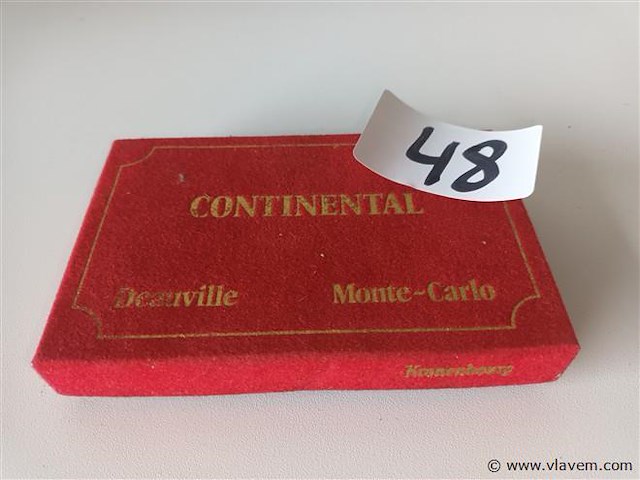 48
CONTINENTAL
Deauville Monte-Carlo
Kronenbourg
© www.vlavem.com